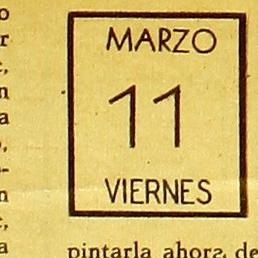 MARZO
11
VIERNES
pintarla ahora de